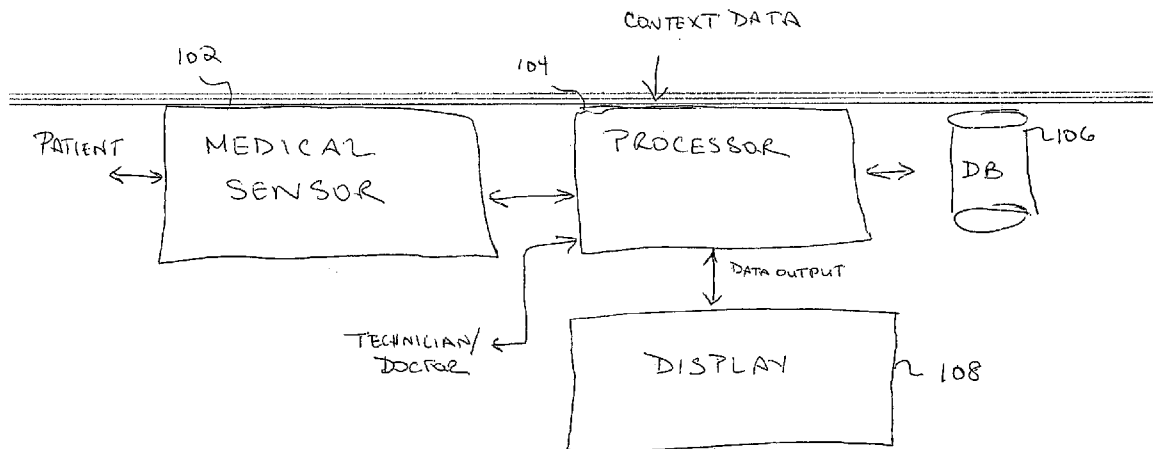 CONTEXT DATA
102
104
PATIENT
MEDICAL
SENSOR
PROCESSOR
DB
106
DATA OUTPUT
TECHNICIAN/
DOCTOR
DISPLAY
108